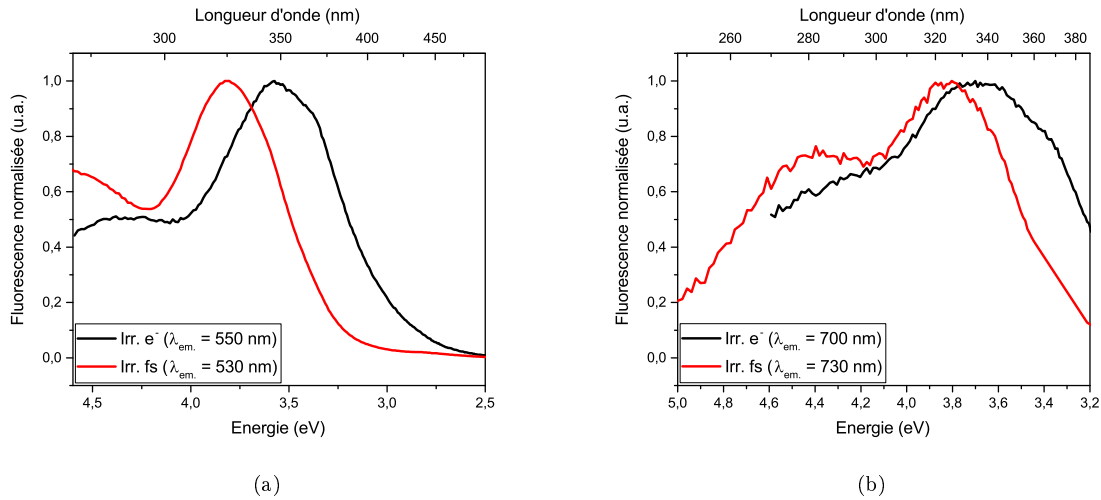 Longueur d'onde (nm)
300 350 400 450
Fluorescence normalisée (u.a.)
1,0
0,8
0,6
0,4
0,2
0,0
Irr. e- (λem. = 550 nm)
Irr. fs (λem. = 530 nm)
4,5 4,0 3,5 3,0 2,5
Energie (eV)
(a)
Longueur d'onde (nm)
260 280 300 320 340 360 380
Fluorescence normalisée (u.a.)
1,0
0,8
0,6
0,4
0,2
0,0
Irr. e- (λem. = 700 nm)
Irr. fs (λem. = 730 nm)
5,0 4,8 4,6 4,4 4,2 4,0 3,8 3,6 3,4 3,2
Energie (eV)
(b)